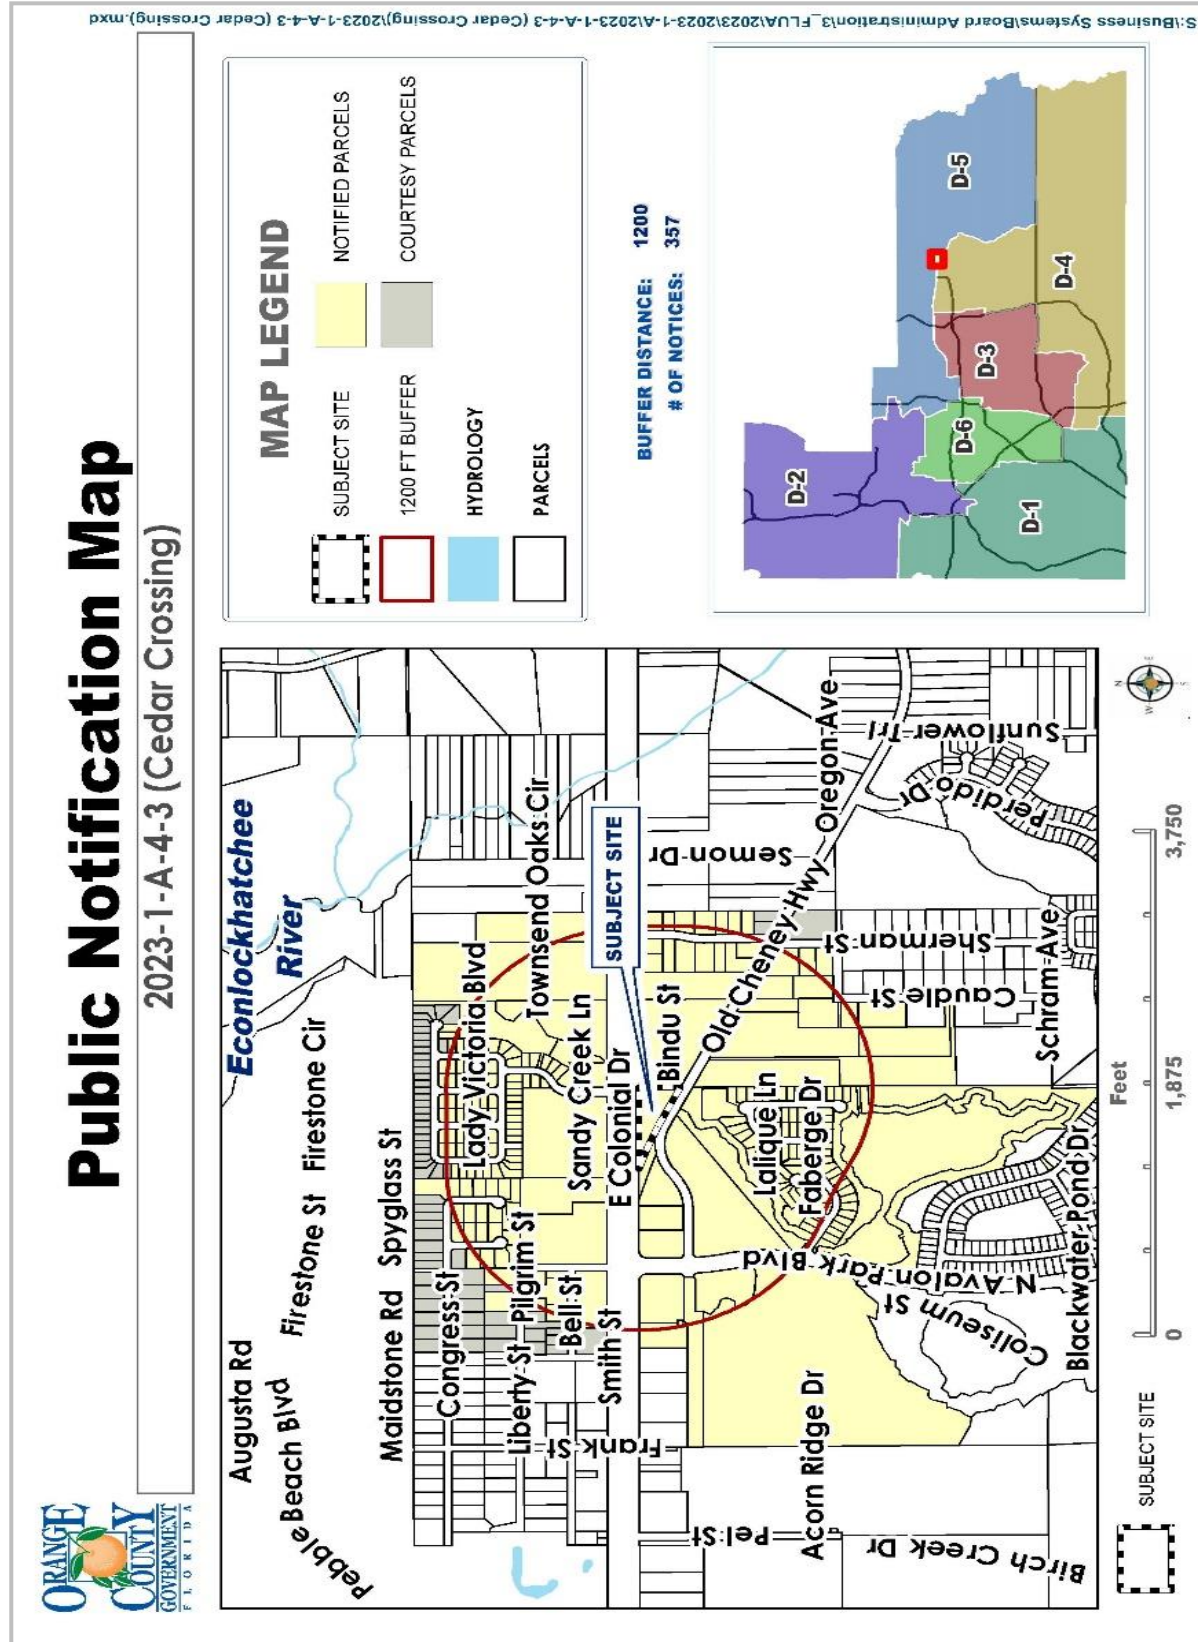 ORANGE
COUNTY
GOVERNMENT
FLORIDA
Public Notification Map
2023-1-A-4-3 (Cedar Crossing)
Augusta Rd
Pebble Beach Blvd
Firestone St
Firestone Cir
Econlockhatchee
River
Maidstone Rd
Spyglass St
Congress St
Lady Victoria Blvd
Liberty St
Pilgrim St
Townsend Oaks Cir
Bell St
Sandy Creek Ln
Smith St
E Colonial Dr
SUBJECT SITE
Frank St
Bindu St
Semon Dr
Pel St
Old Cheney Hwy
Oregon Ave
Acorn Ridge Dr
Lalique Ln
Faberge Dr
N Avalon Park Blvd
Birch Creek Dr
Coliseum St
Sherman St
Caudle St
Perdido Dr
Sunflower Trl
Schram Ave
Blackwater Pond Dr
MAP LEGEND
SUBJECT SITE
NOTIFIED PARCELS
1200 FT BUFFER
COURTESY PARCELS
HYDROLOGY
PARCELS
BUFFER DISTANCE: 1200
# OF NOTICES: 357
D-2
D-5
D-6
D-3
D-1
D-4
SUBJECT SITE
Feet
0 1,875 3,750
N
W E
S
S:\Business Systems\Board Administration\3_FLUA\2023\2023-1-A\2023-1-A-4-3 (Cedar Crossing)\2023-1-A-4-3 (Cedar Crossing).mxd